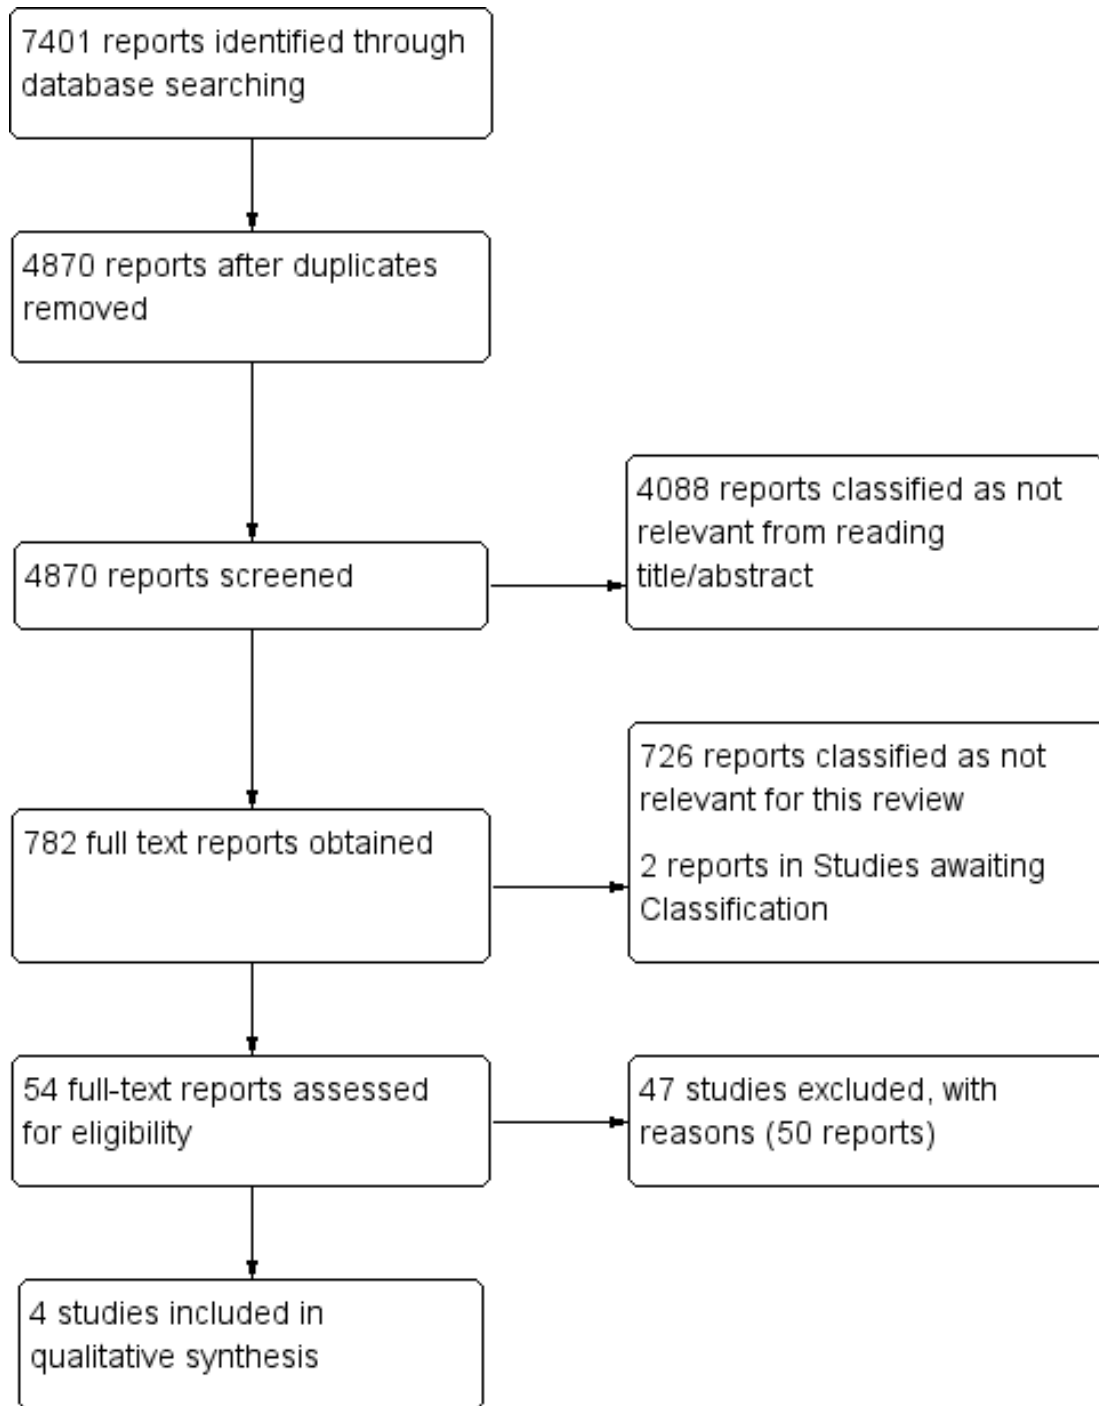 7401 reports identified through
database searching
4870 reports after duplicates
removed
4088 reports classified as not
relevant from reading
title/abstract
4870 reports screened
726 reports classified as not
relevant for this review
2 reports in Studies awaiting
Classification
782 full text reports obtained
54 full-text reports assessed
for eligibility
47 studies excluded, with
reasons (50 reports)
4 studies included in
qualitative synthesis